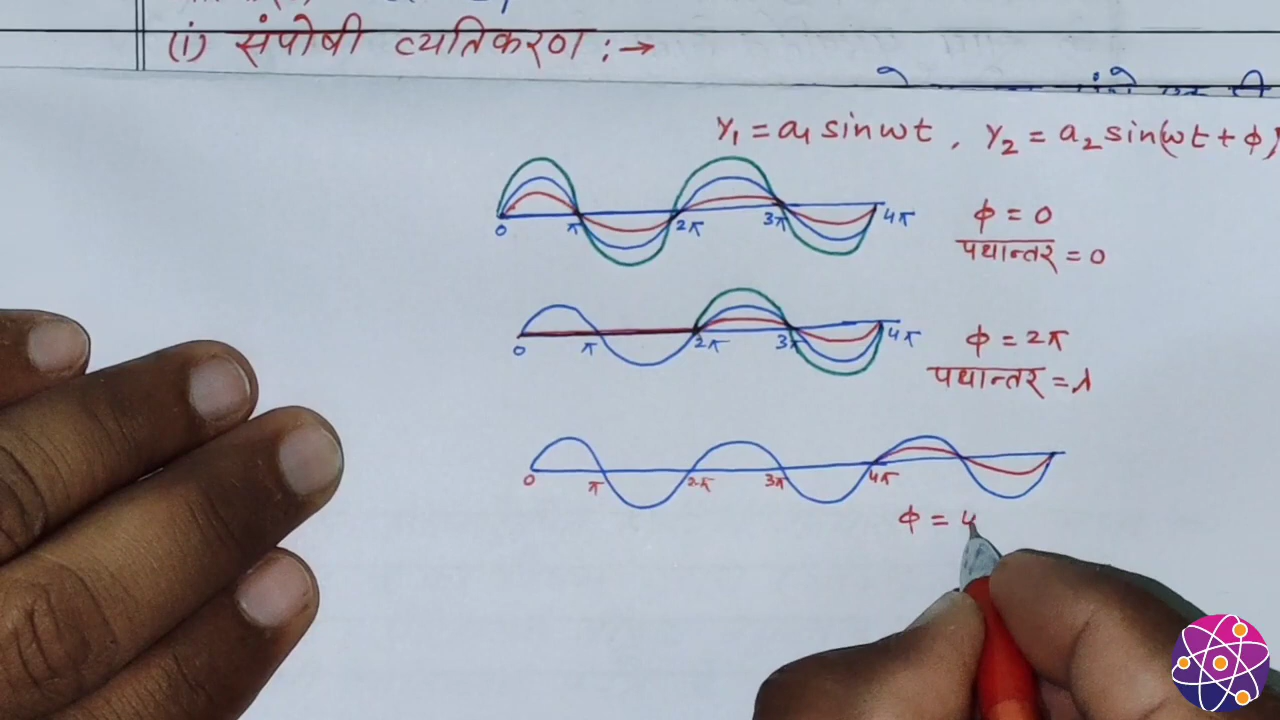 (i) संपोषी व्यतिकरण :→
y₁ = a₁ sinωt , y₂ = a₂ sin(ωt + ϕ)
0 π 2π 3π 4π
ϕ = 0
पथान्तर = 0
0 π 2π 3π 4π
ϕ = 2π
पथान्तर = λ
0 π 2π 3π 4π
ϕ = 4